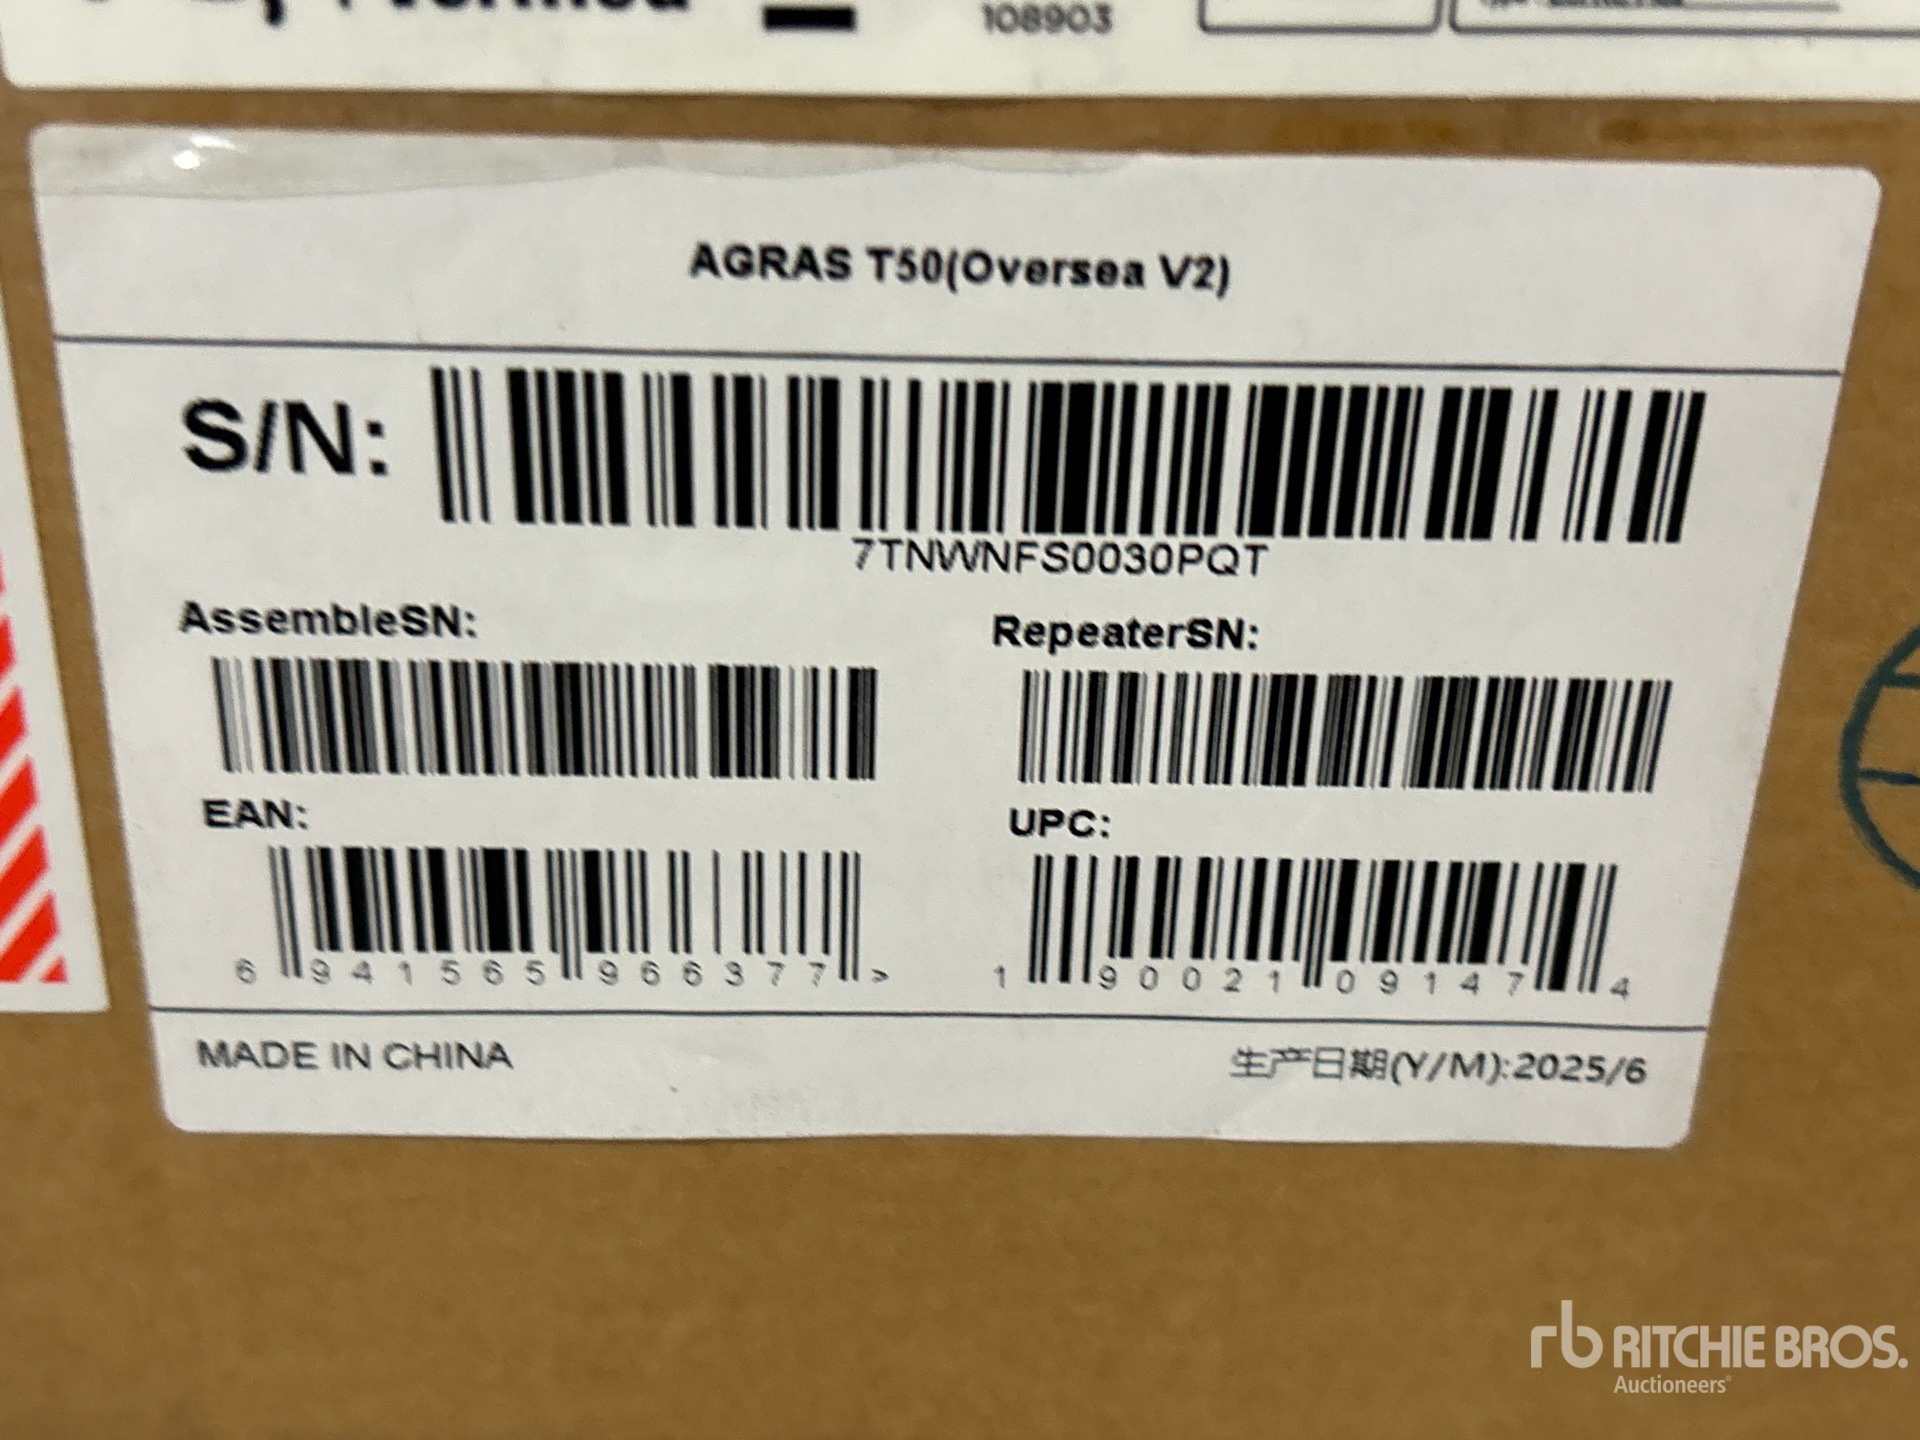 108903
AGRAS T50(Oversea V2)
S/N:
7TNWNFS0030PQT
AssembleSN:
RepeaterSN:
EAN:
UPC:
6 941565 966377 >
1 90021 09147 4
MADE IN CHINA
生产日期(Y/M):2025/6
rb RITCHIE BROS.
Auctioneers